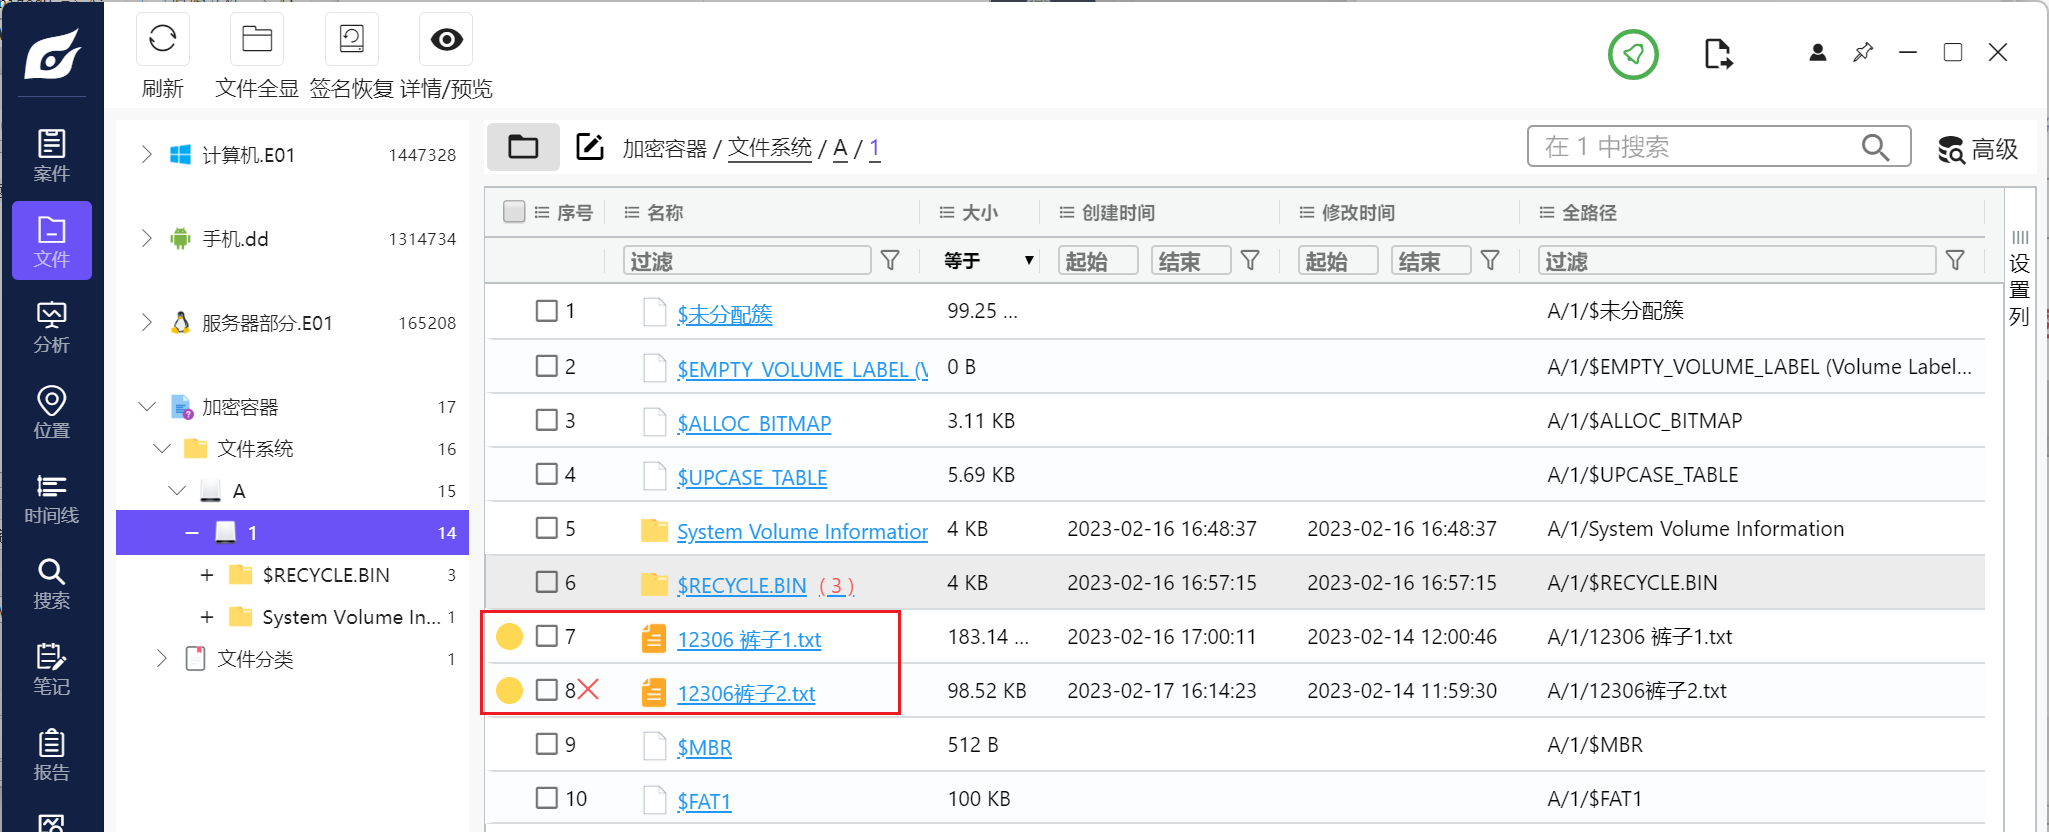 刷新 文件全显 签名恢复 详情/预览
案件
文件
分析
位置
时间线
搜索
笔记
报告
计算机.E01 1447328
手机.dd 1314734
服务器部分.E01 165208
加密容器 17
文件系统 16
A 15
1 14
$RECYCLE.BIN 3
System Volume In... 1
文件分类 1
加密容器 / 文件系统 / A / 1
在 1 中搜索
高级
序号 名称 大小 创建时间 修改时间 全路径
过滤 等于 起始 结束 起始 结束 过滤
设置列
1 $未分配簇 99.25 ... A/1/$未分配簇
2 $EMPTY_VOLUME_LABEL (V 0 B A/1/$EMPTY_VOLUME_LABEL (Volume Label...
3 $ALLOC_BITMAP 3.11 KB A/1/$ALLOC_BITMAP
4 $UPCASE_TABLE 5.69 KB A/1/$UPCASE_TABLE
5 System Volume Information 4 KB 2023-02-16 16:48:37 2023-02-16 16:48:37 A/1/System Volume Information
6 $RECYCLE.BIN ( 3 ) 4 KB 2023-02-16 16:57:15 2023-02-16 16:57:15 A/1/$RECYCLE.BIN
7 12306 裤子1.txt 183.14 ... 2023-02-16 17:00:11 2023-02-14 12:00:46 A/1/12306 裤子1.txt
8 12306裤子2.txt 98.52 KB 2023-02-17 16:14:23 2023-02-14 11:59:30 A/1/12306裤子2.txt
9 $MBR 512 B A/1/$MBR
10 $FAT1 100 KB A/1/$FAT1